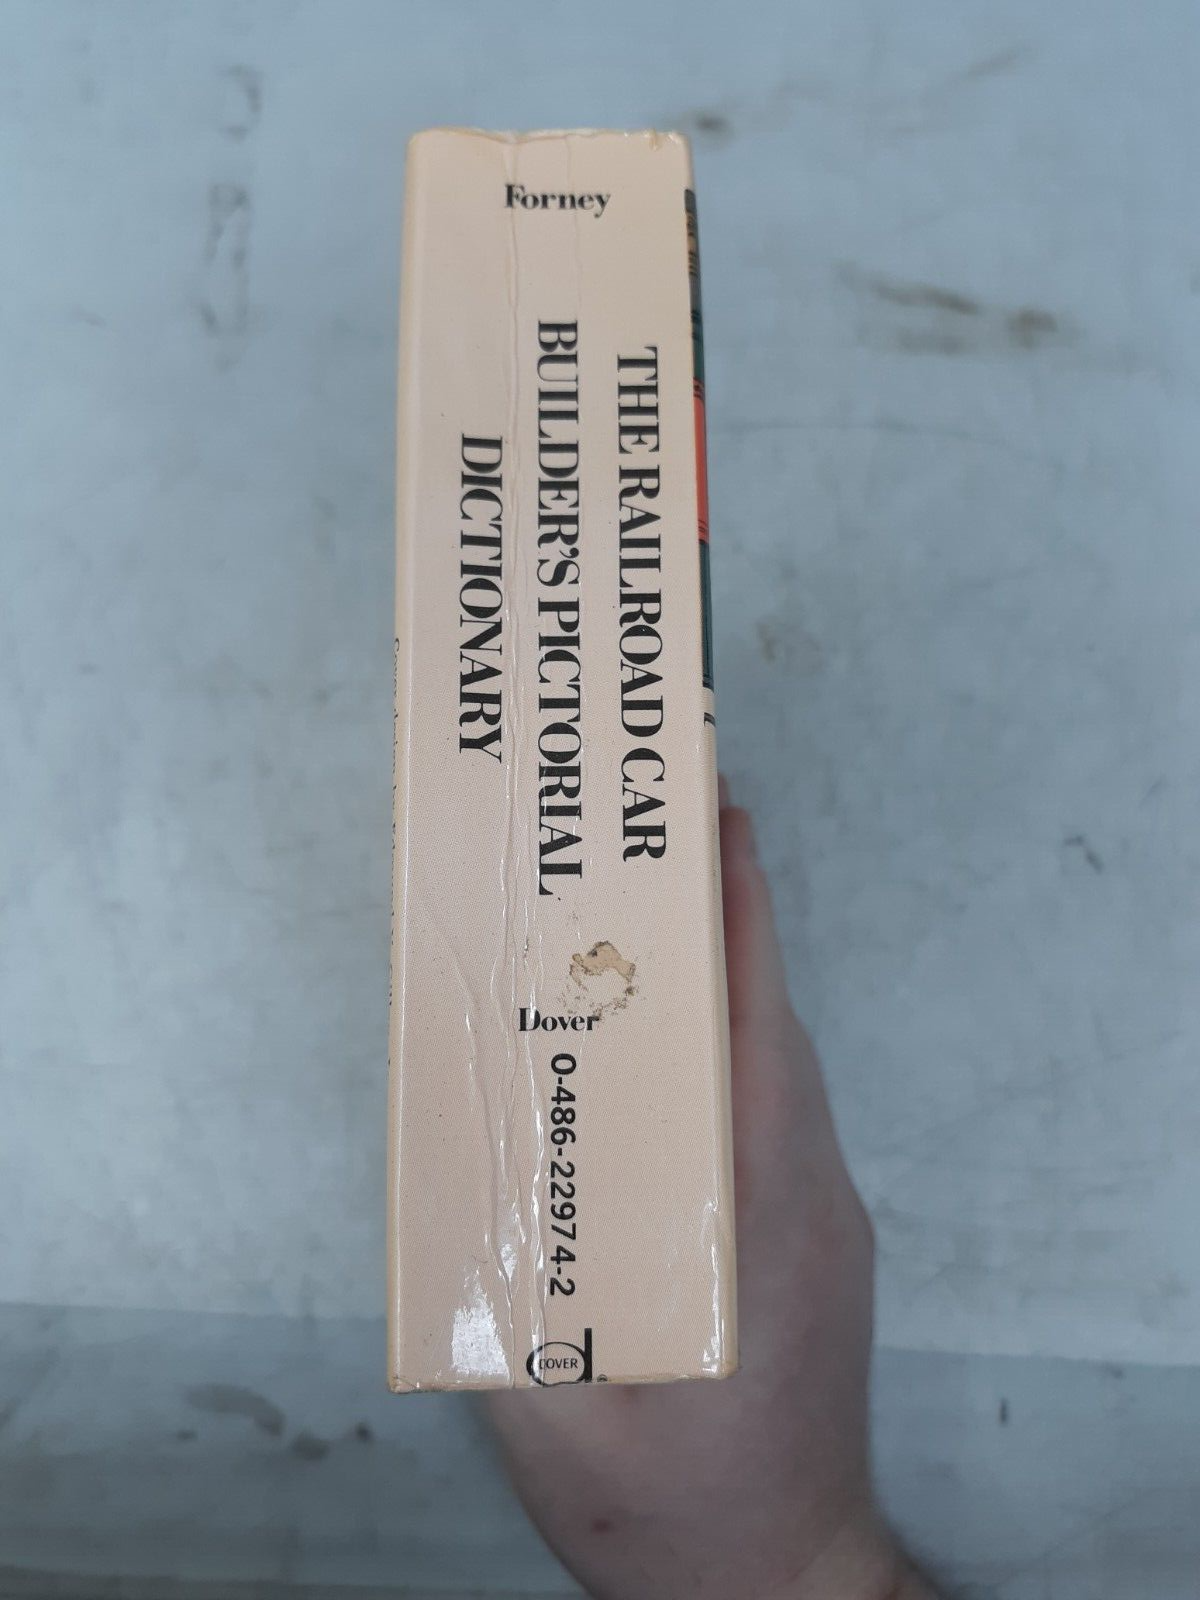 Forney
THE RAILROAD CAR
BUILDER'S PICTORIAL
DICTIONARY
Dover
0-486-22974-2
DOVER